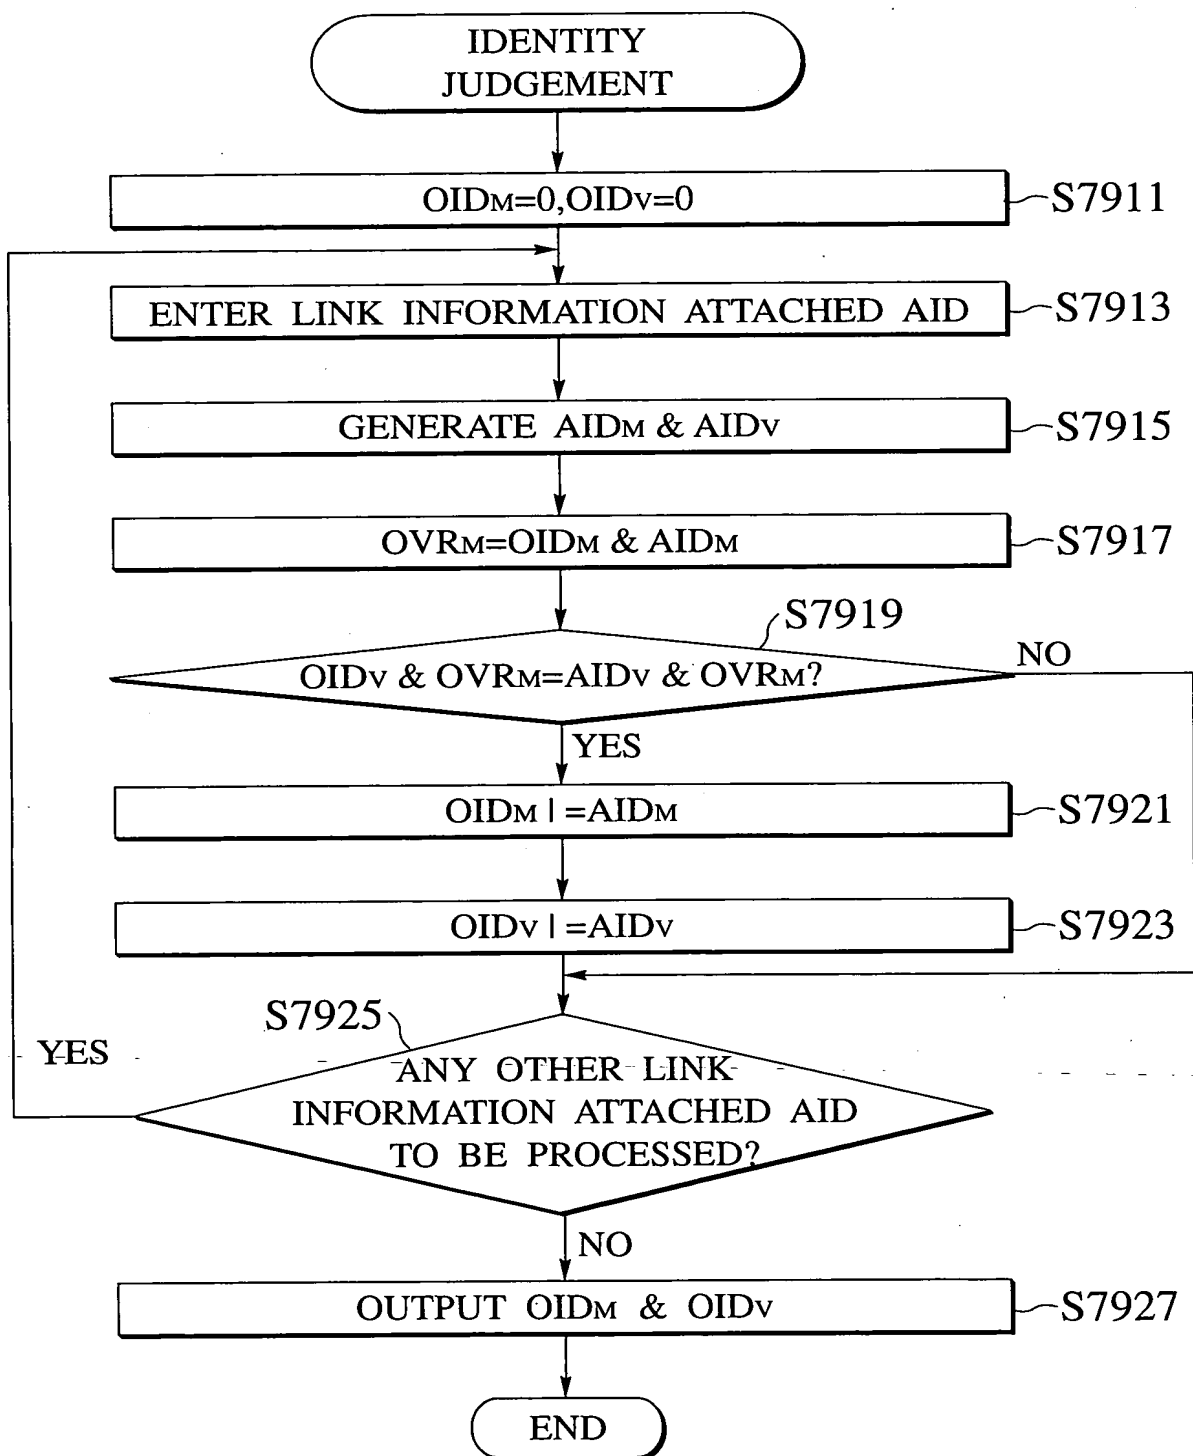 IDENTITY
JUDGEMENT
OIDM=0,OIDV=0
S7911
ENTER LINK INFORMATION ATTACHED AID
S7913
GENERATE AIDM & AIDV
S7915
OVRM=OIDM & AIDM
S7917
S7919
OIDV & OVRM=AIDV & OVRM?
NO
YES
OIDM | =AIDM
S7921
OIDV | =AIDV
S7923
S7925
YES
ANY OTHER LINK
INFORMATION ATTACHED AID
TO BE PROCESSED?
NO
OUTPUT OIDM & OIDV
S7927
END